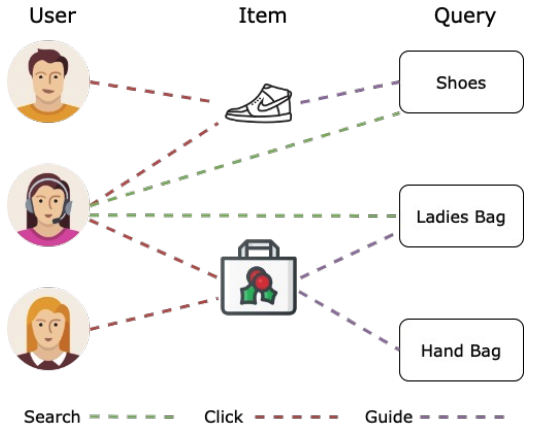 User Item Query
Shoes
Ladies Bag
Hand Bag
Search Click Guide